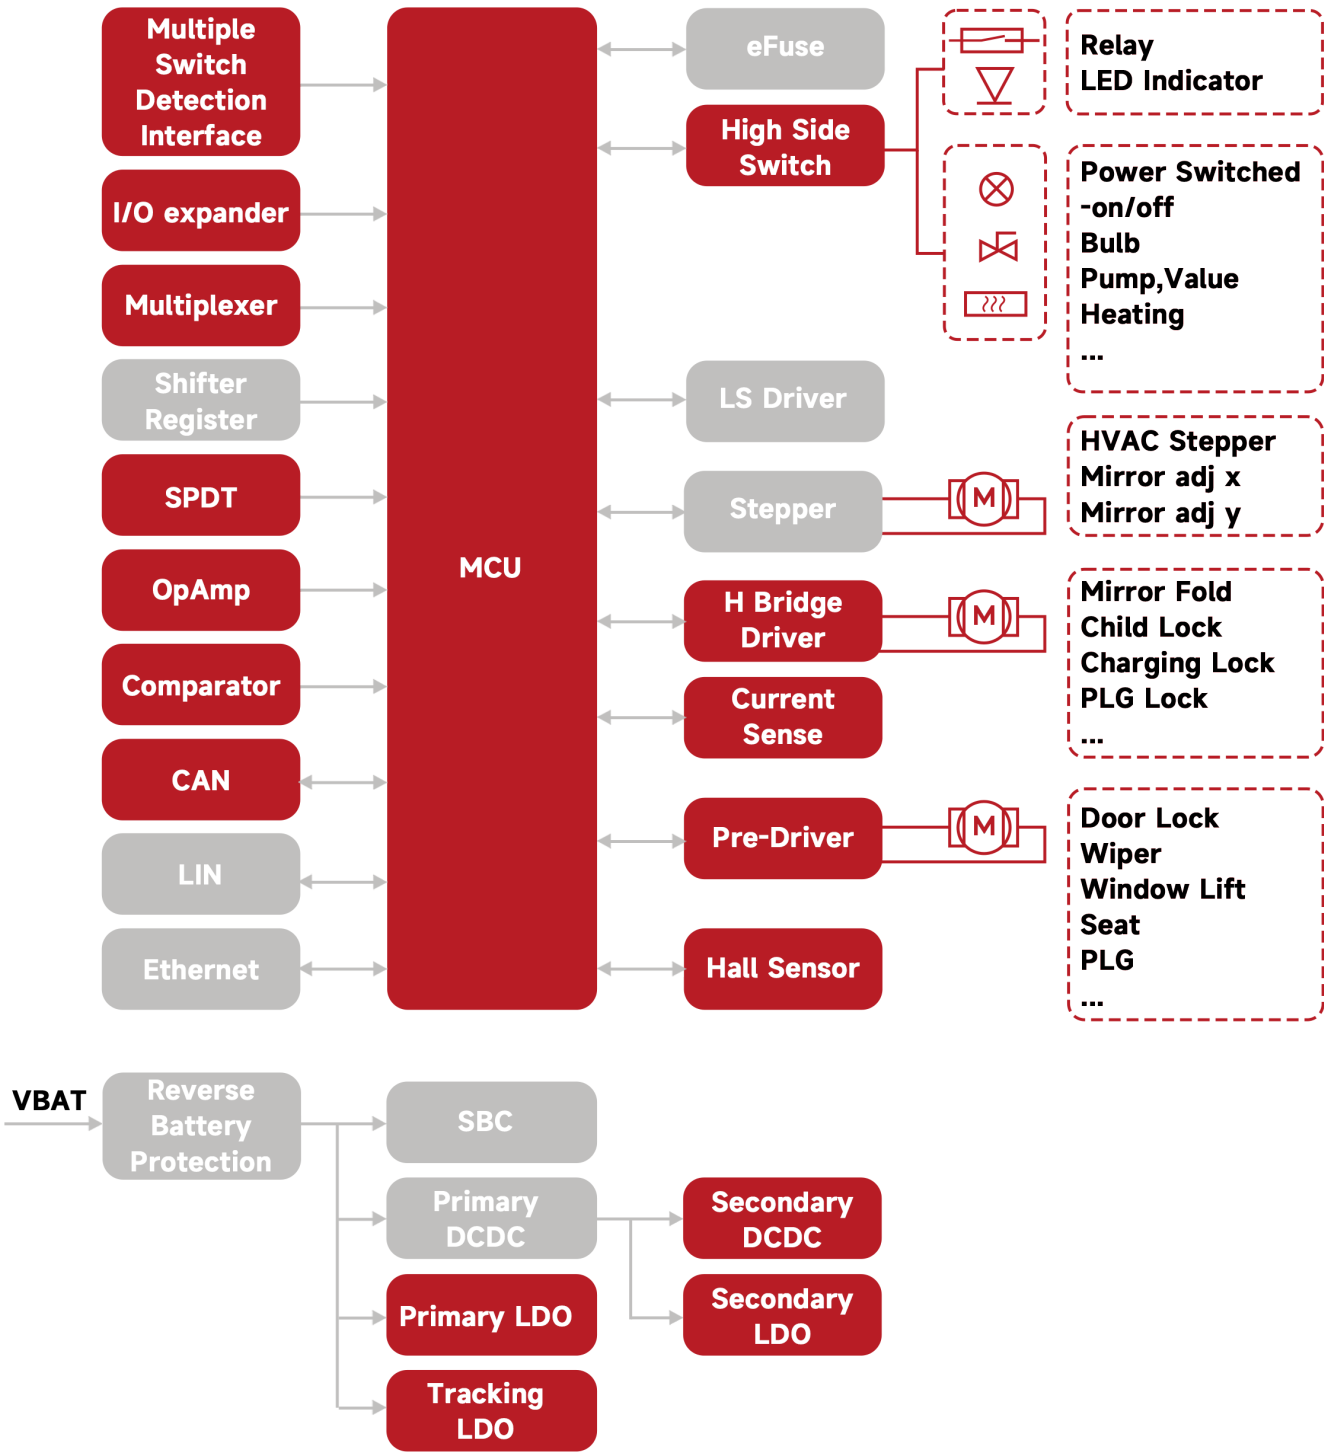 Multiple
Switch
Detection
Interface
I/O expander
Multiplexer
Shifter
Register
SPDT
OpAmp
Comparator
CAN
LIN
Ethernet
MCU
eFuse
High Side
Switch
LS Driver
Stepper
M
H Bridge
Driver
M
Current
Sense
Pre-Driver
M
Hall Sensor
Relay
LED Indicator
Power Switched
-on/off
Bulb
Pump,Value
Heating
...
HVAC Stepper
Mirror adj x
Mirror adj y
Mirror Fold
Child Lock
Charging Lock
PLG Lock
...
Door Lock
Wiper
Window Lift
Seat
PLG
...
VBAT
Reverse
Battery
Protection
SBC
Primary
DCDC
Primary LDO
Tracking
LDO
Secondary
DCDC
Secondary
LDO